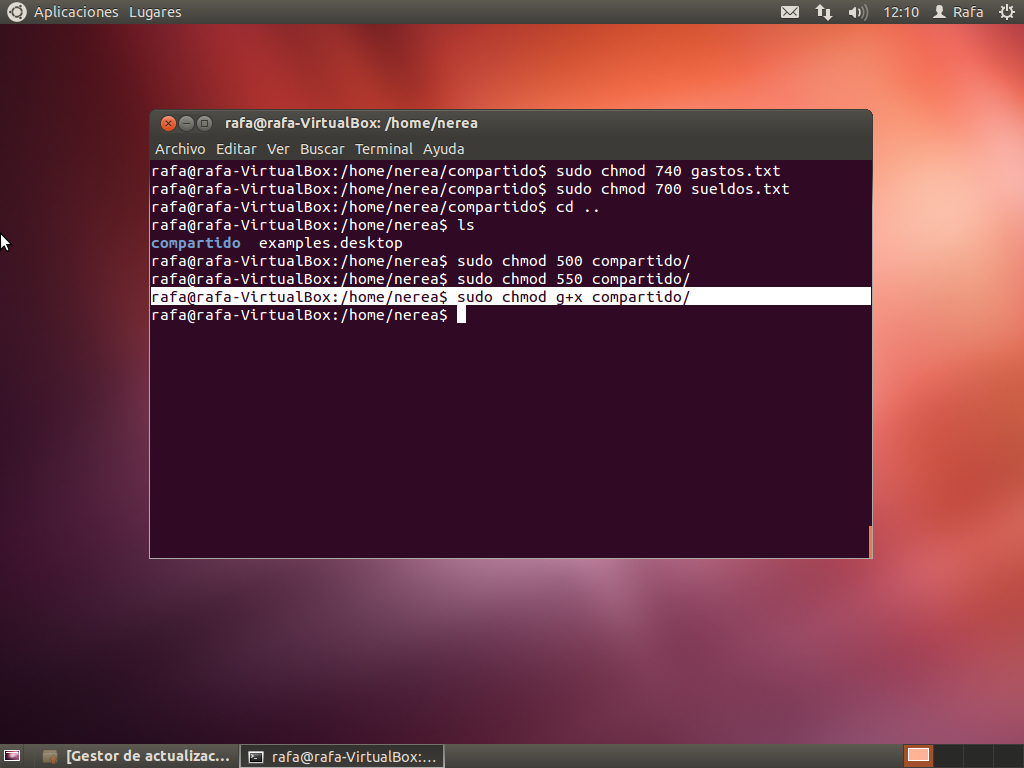 Aplicaciones Lugares 12:10 Rafa
rafa@rafa-VirtualBox: /home/nerea
Archivo Editar Ver Buscar Terminal Ayuda
rafa@rafa-VirtualBox:/home/nerea/compartido$ sudo chmod 740 gastos.txt
rafa@rafa-VirtualBox:/home/nerea/compartido$ sudo chmod 700 sueldos.txt
rafa@rafa-VirtualBox:/home/nerea/compartido$ cd ..
rafa@rafa-VirtualBox:/home/nerea$ ls
compartido examples.desktop
rafa@rafa-VirtualBox:/home/nerea$ sudo chmod 500 compartido/
rafa@rafa-VirtualBox:/home/nerea$ sudo chmod 550 compartido/
rafa@rafa-VirtualBox:/home/nerea$ sudo chmod g+x compartido/
rafa@rafa-VirtualBox:/home/nerea$
[Gestor de actualizac... rafa@rafa-VirtualBox:...